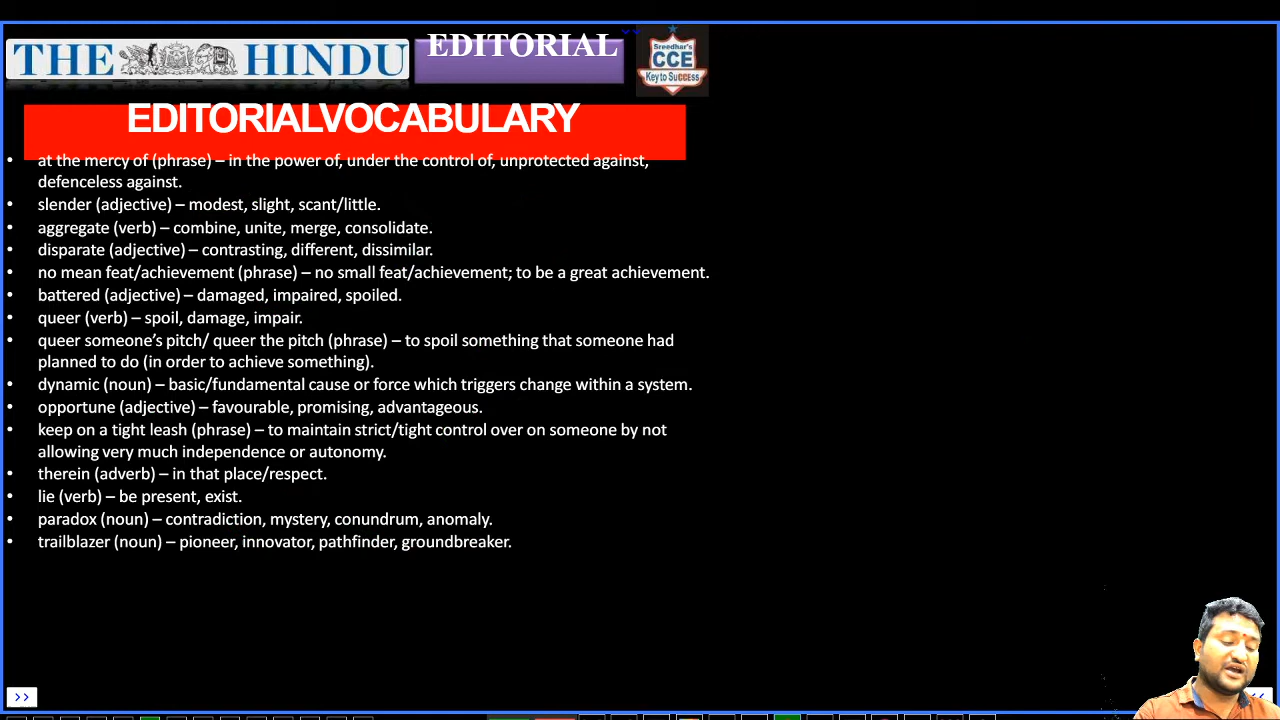 THE HINDU
EDITORIAL
Sreedhar's
CCE
Key to Success
EDITORIALVOCABULARY
• at the mercy of (phrase) – in the power of, under the control of, unprotected against,
defenceless against.
• slender (adjective) – modest, slight, scant/little.
• aggregate (verb) – combine, unite, merge, consolidate.
• disparate (adjective) – contrasting, different, dissimilar.
• no mean feat/achievement (phrase) – no small feat/achievement; to be a great achievement.
• battered (adjective) – damaged, impaired, spoiled.
• queer (verb) – spoil, damage, impair.
• queer someone's pitch/ queer the pitch (phrase) – to spoil something that someone had
planned to do (in order to achieve something).
• dynamic (noun) – basic/fundamental cause or force which triggers change within a system.
• opportune (adjective) – favourable, promising, advantageous.
• keep on a tight leash (phrase) – to maintain strict/tight control over on someone by not
allowing very much independence or autonomy.
• therein (adverb) – in that place/respect.
• lie (verb) – be present, exist.
• paradox (noun) – contradiction, mystery, conundrum, anomaly.
• trailblazer (noun) – pioneer, innovator, pathfinder, groundbreaker.
>>
<<